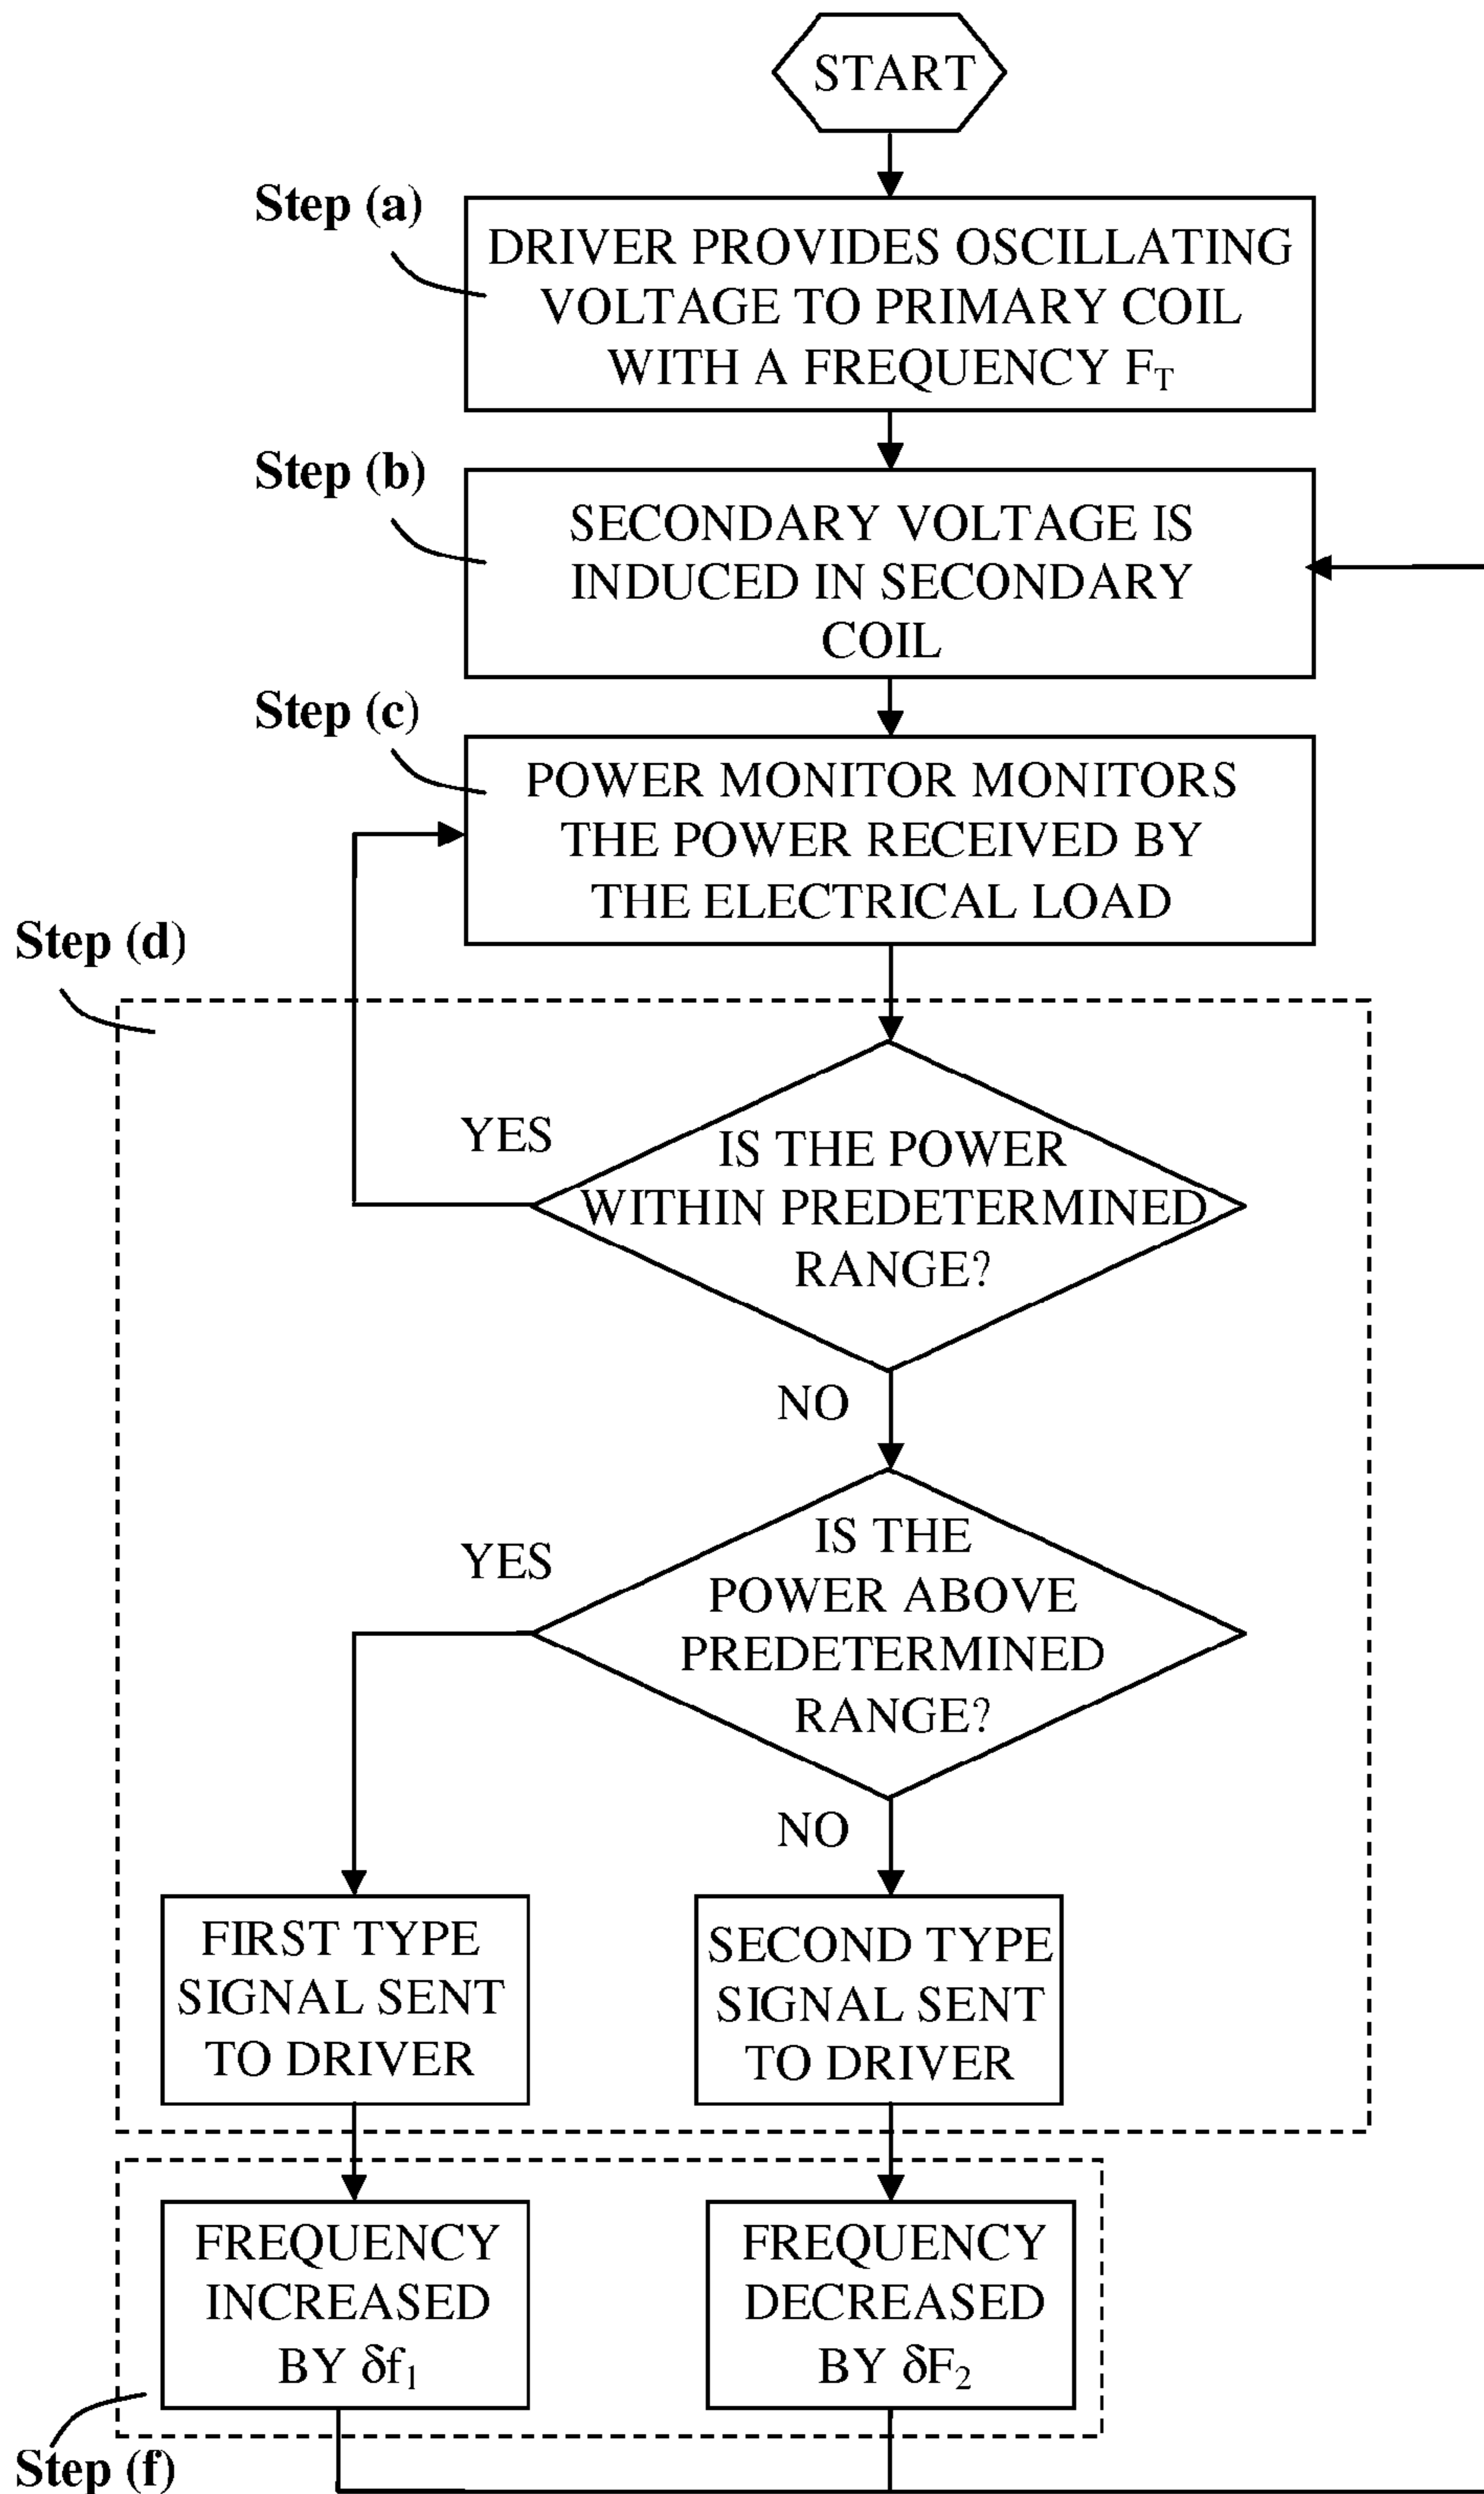 START
Step (a)
DRIVER PROVIDES OSCILLATING
VOLTAGE TO PRIMARY COIL
WITH A FREQUENCY F_T
Step (b)
SECONDARY VOLTAGE IS
INDUCED IN SECONDARY
COIL
Step (c)
POWER MONITOR MONITORS
THE POWER RECEIVED BY
THE ELECTRICAL LOAD
Step (d)
YES
IS THE POWER
WITHIN PREDETERMINED
RANGE?
NO
YES
IS THE
POWER ABOVE
PREDETERMINED
RANGE?
NO
FIRST TYPE
SIGNAL SENT
TO DRIVER
SECOND TYPE
SIGNAL SENT
TO DRIVER
FREQUENCY
INCREASED
BY δf₁
FREQUENCY
DECREASED
BY δF₂
Step (f)